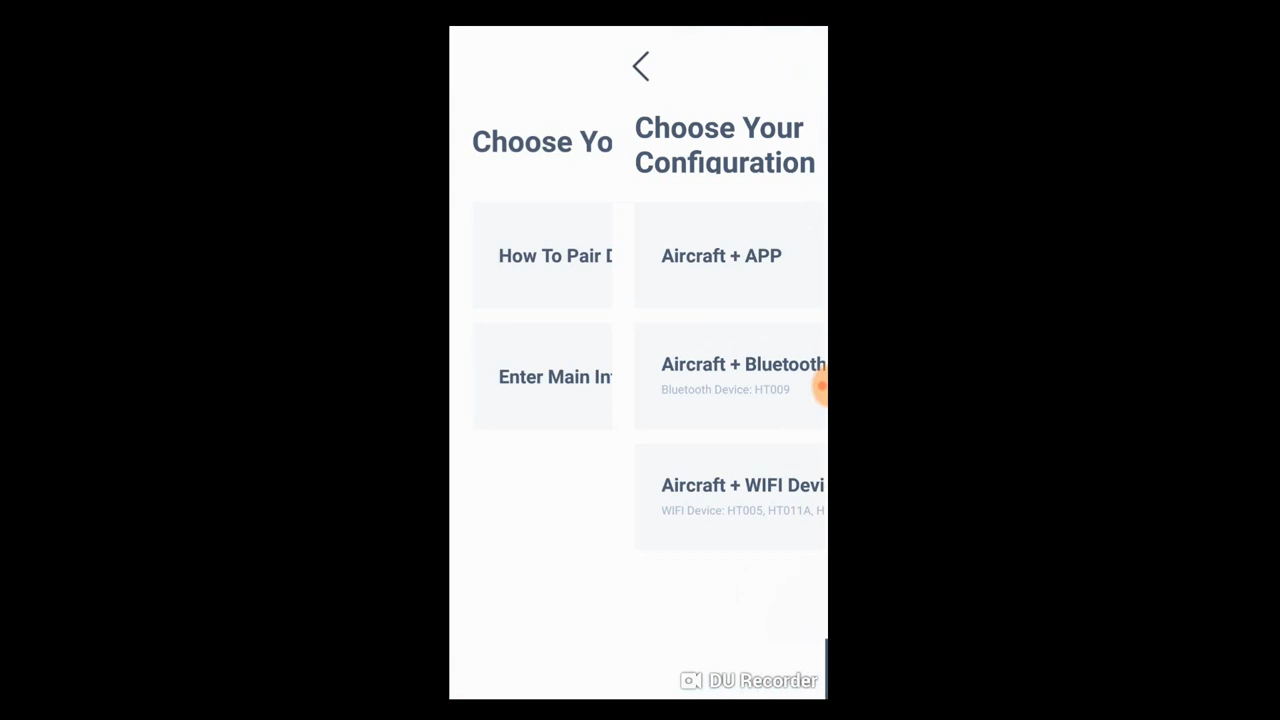 Choose Yo
How To Pair
Enter Main In
Choose Your
Configuration
Aircraft + APP
Aircraft + Bluetooth
Bluetooth Device: HT009
Aircraft + WIFI Devi
WIFI Device: HT005, HT011A, H
DU Recorder